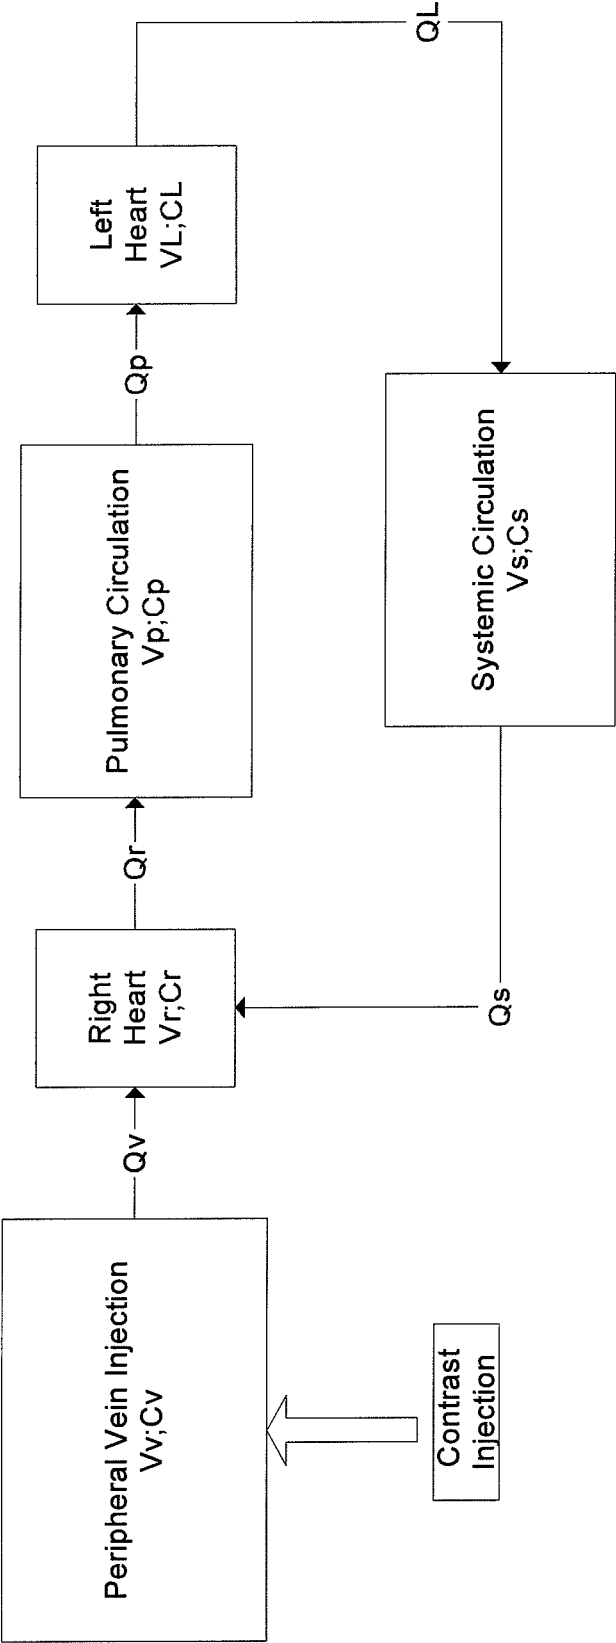 Peripheral Vein Injection
Vv;Cv
Contrast
Injection
Qv
Right
Heart
Vr;Cr
Qr
Pulmonary Circulation
Vp;Cp
Qp
Left
Heart
VL;CL
QL
Systemic Circulation
Vs;Cs
Qs